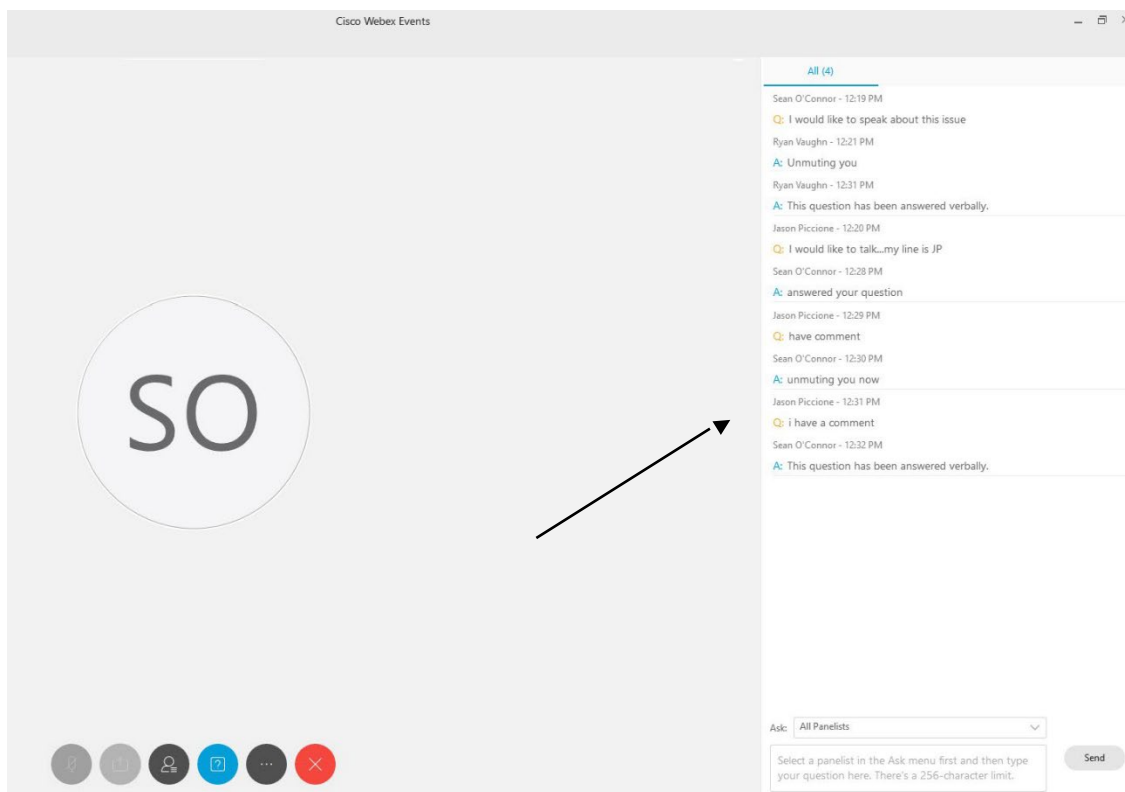 Cisco Webex Events
All (4)
Sean O'Connor - 12:19 PM
Q: I would like to speak about this issue
Ryan Vaughn - 12:21 PM
A: Unmuting you
Ryan Vaughn - 12:31 PM
A: This question has been answered verbally.
Jason Piccione - 12:20 PM
Q: I would like to talk...my line is JP
Sean O'Connor - 12:28 PM
A: answered your question
Jason Piccione - 12:29 PM
Q: have comment
Sean O'Connor - 12:30 PM
A: unmuting you now
Jason Piccione - 12:31 PM
Q: i have a comment
Sean O'Connor - 12:32 PM
A: This question has been answered verbally.
SO
Ask: All Panelists
Select a panelist in the Ask menu first and then type
your question here. There's a 256-character limit.
Send